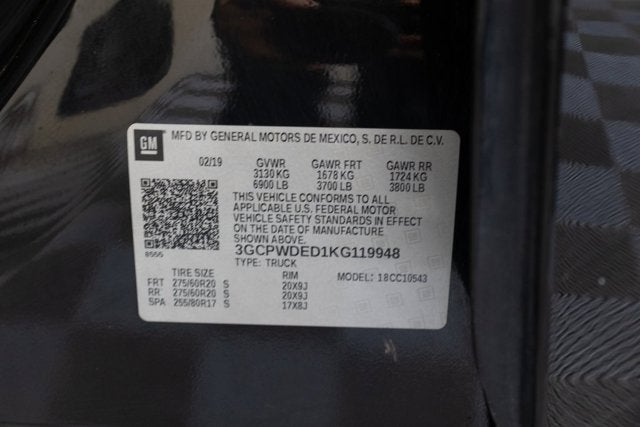 GM MFD BY GENERAL MOTORS DE MEXICO, S. DE R.L. DE C.V.
02/19 GVWR GAWR FRT GAWR RR
3130 KG 1678 KG 1724 KG
6900 LB 3700 LB 3800 LB
THIS VEHICLE CONFORMS TO ALL
APPLICABLE U.S. FEDERAL MOTOR
VEHICLE SAFETY STANDARDS IN EFFECT
ON THE DATE OF MANUFACTURE
SHOWN ABOVE.
3GCPWDED1KG119948
TYPE: TRUCK
TIRE SIZE RIM MODEL: 18CC10543
FRT 275/60R20 S 20X9J
RR 275/60R20 S 20X9J
SPA 255/80R17 S 17X8J